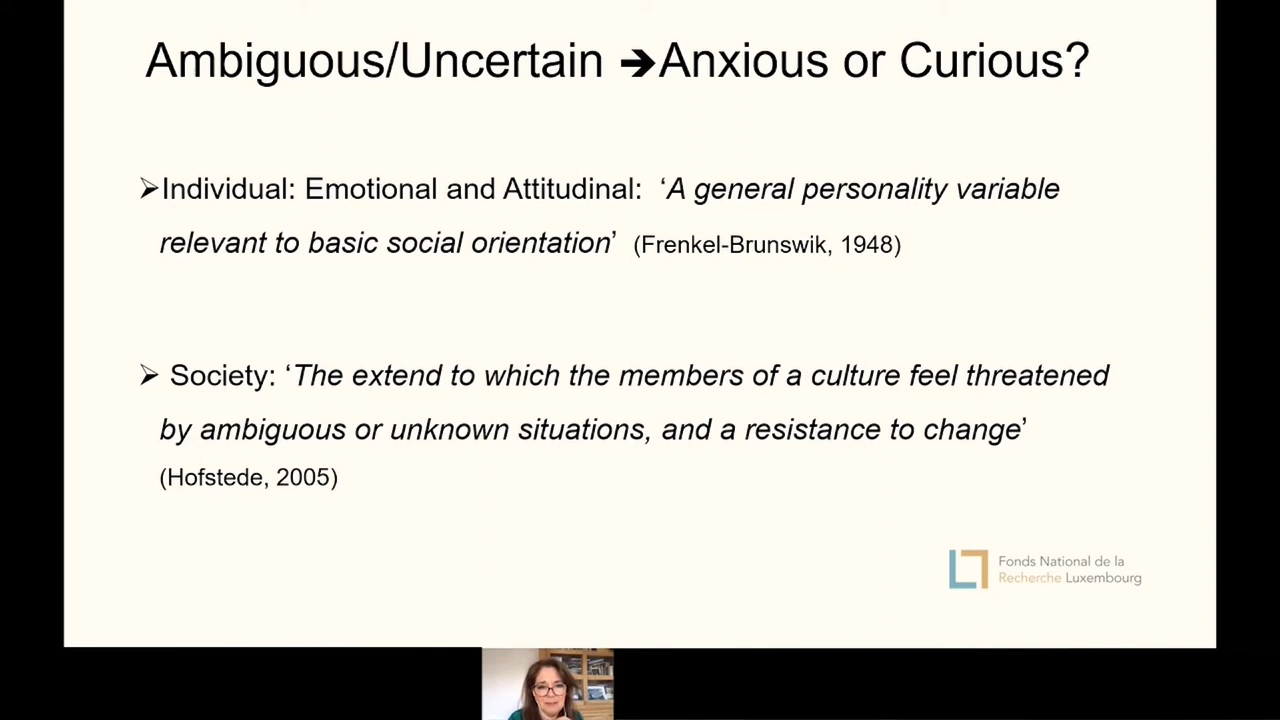 Ambiguous/Uncertain ➔Anxious or Curious?
➢Individual: Emotional and Attitudinal: ‘A general personality variable
relevant to basic social orientation’ (Frenkel-Brunswik, 1948)
➢ Society: ‘The extend to which the members of a culture feel threatened
by ambiguous or unknown situations, and a resistance to change’
(Hofstede, 2005)
Fonds National de la
Recherche Luxembourg